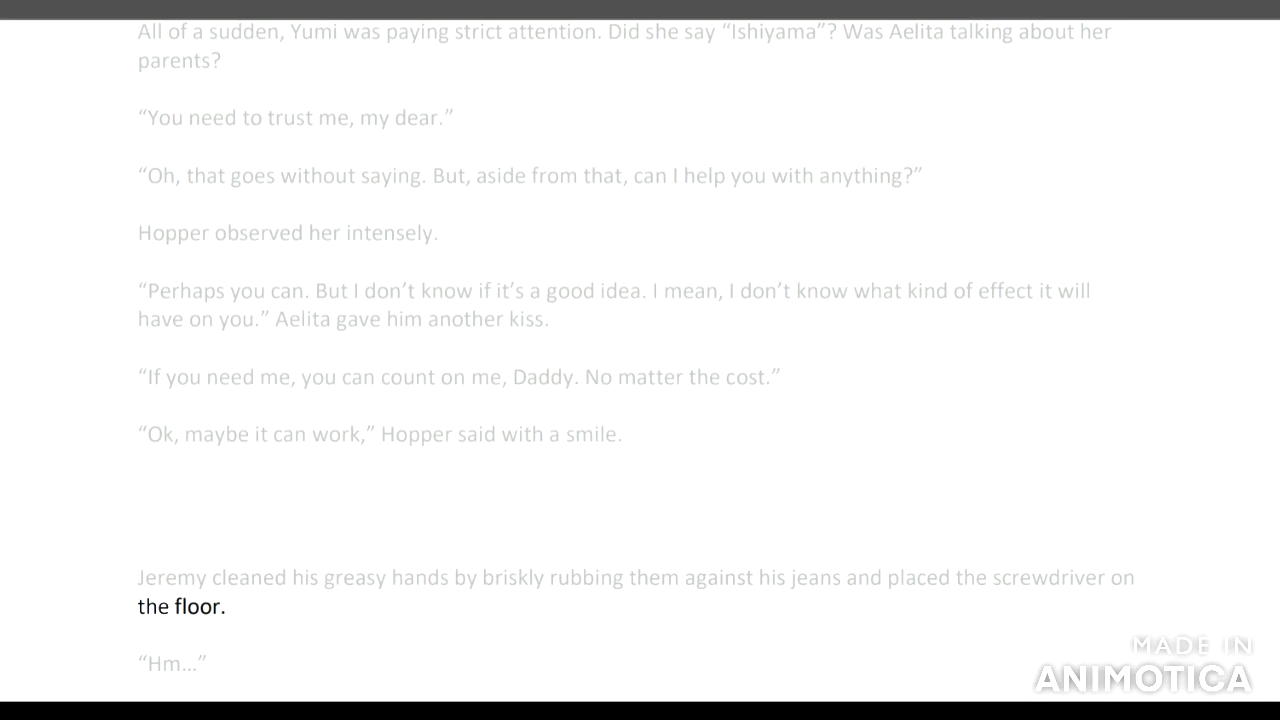 All of a sudden, Yumi was paying strict attention. Did she say “Ishiyama”? Was Aelita talking about her
parents?
“You need to trust me, my dear.”
“Oh, that goes without saying. But, aside from that, can I help you with anything?”
Hopper observed her intensely.
“Perhaps you can. But I don’t know if it’s a good idea. I mean, I don’t know what kind of effect it will
have on you.” Aelita gave him another kiss.
“If you need me, you can count on me, Daddy. No matter the cost.”
“Ok, maybe it can work,” Hopper said with a smile.
Jeremy cleaned his greasy hands by briskly rubbing them against his jeans and placed the screwdriver on
the floor.
“Hm…”
MADE IN
ANIMOTICA